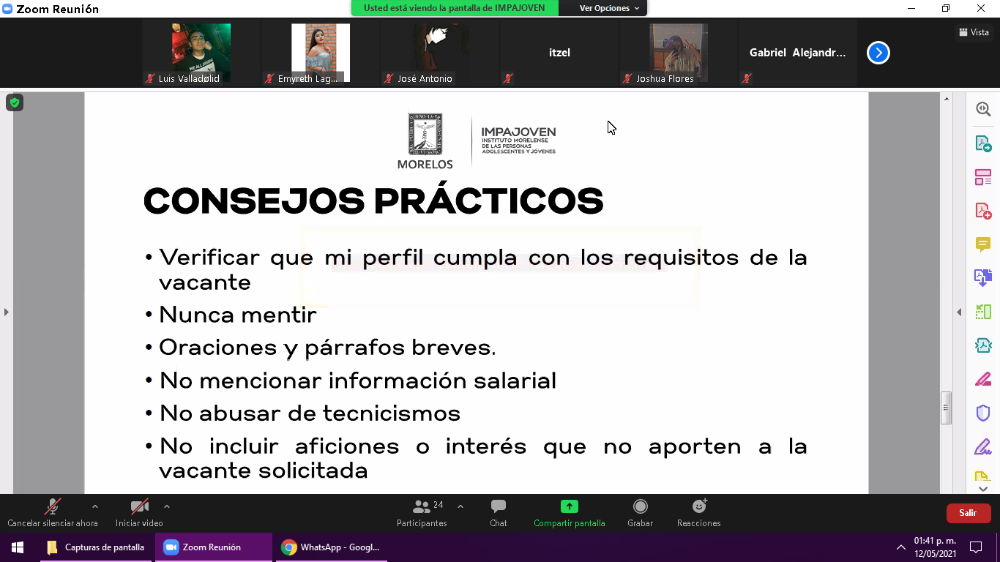 Zoom Reunión
Usted está viendo la pantalla de IMPAJOVEN
Ver Opciones
Vista
itzel
Gabriel Alejandr...
Luis Valladølid
Emyreth Lag...
José Antonio
Joshua Flores
MORELOS
IMPAJOVEN
INSTITUTO MORELENSE
DE LAS PERSONAS
ADOLESCENTES Y JÓVENES
CONSEJOS PRÁCTICOS
• Verificar que mi perfil cumpla con los requisitos de la
vacante
• Nunca mentir
• Oraciones y párrafos breves.
• No mencionar información salarial
• No abusar de tecnicismos
• No incluir aficiones o interés que no aporten a la
vacante solicitada
24
Cancelar silenciar ahora
Iniciar video
Participantes
Chat
Compartir pantalla
Grabar
Reacciones
Salir
Capturas de pantalla
Zoom Reunión
WhatsApp - Googl...
01:41 p. m.
12/05/2021